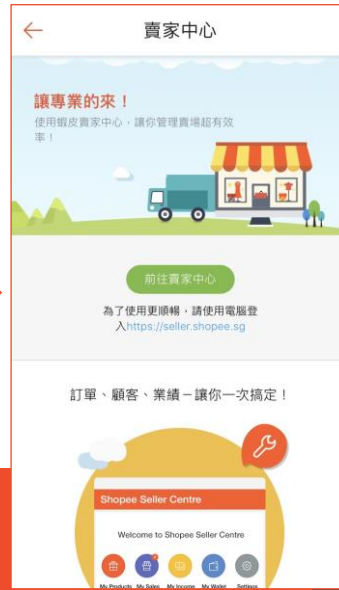 賣家中心
讓專業的來！
使用蝦皮賣家中心，讓你管理賣場超有效
率！
前往賣家中心
為了使用更順暢，請使用電腦登
入https://seller.shopee.sg
訂單、顧客、業績－讓你一次搞定！
Shopee Seller Centre
Welcome to Shopee Seller Centre
My Products My Sales My Income My Wallet Settings